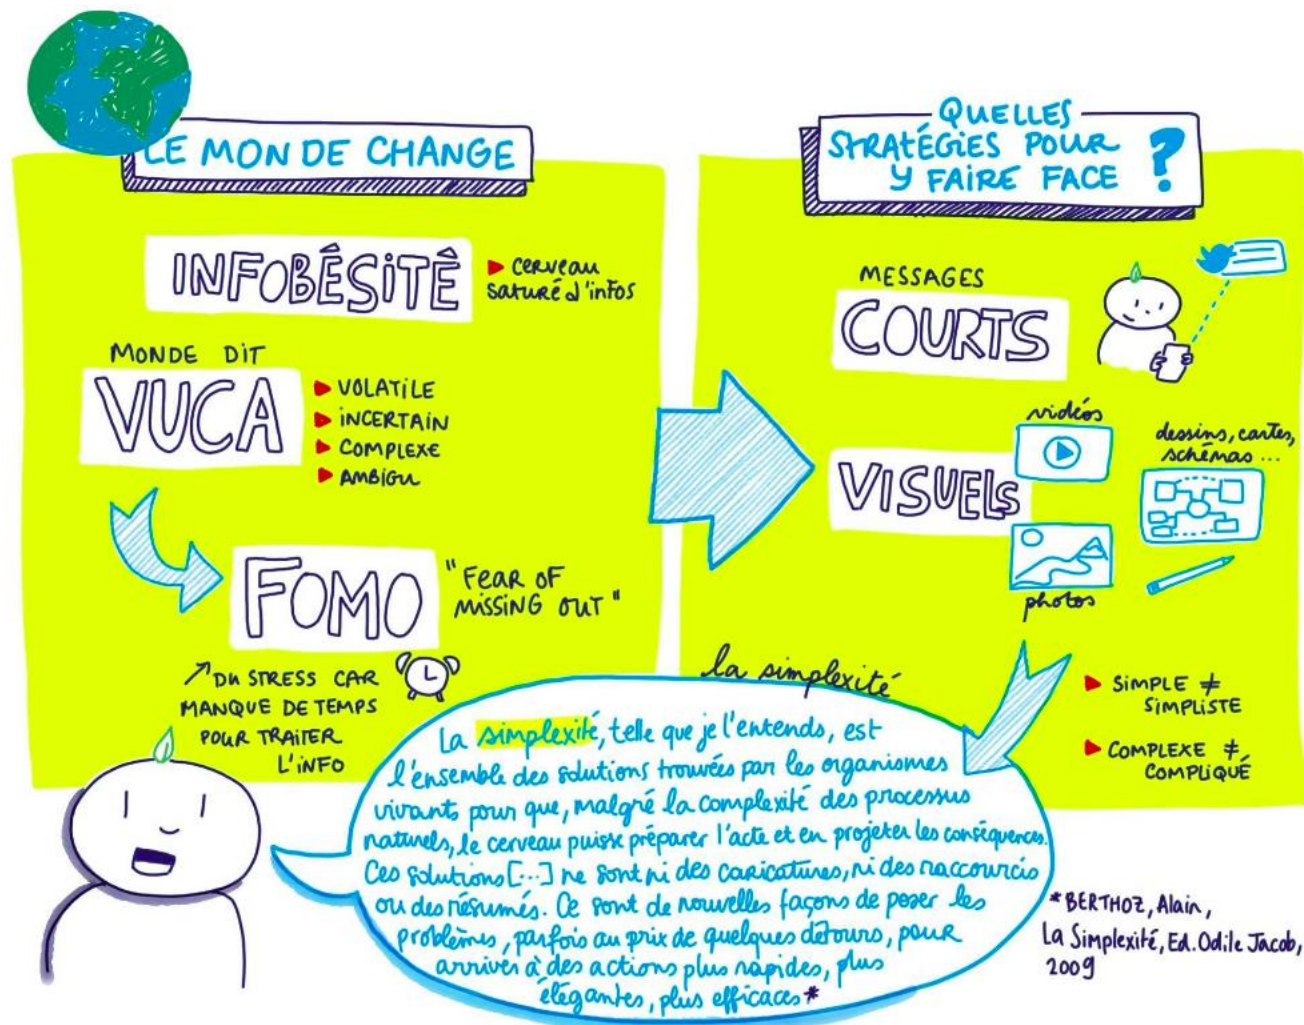 LE MONDE CHANGE
INFOBÊSITÊ
▶ cerveau
saturé d'infos
MONDE DIT
VUCA
▶ VOLATILE
▶ INCERTAIN
▶ COMPLEXE
▶ AMBIGU
FOMO
"FEAR OF
MISSING OUT"
↗ DU STRESS CAR
MANQUE DE TEMPS
POUR TRAITER
L'INFO
QUELLES
STRATÉGIES POUR
Y FAIRE FACE ?
MESSAGES
COURTS
VISUELS
vidéos
dessins, cartes,
schémas ...
photos
la simplexité
▶ SIMPLE ≠
SIMPLISTE
▶ COMPLEXE ≠
COMPLIQUÉ
La simplexité, telle que je l'entends, est
l'ensemble des solutions trouvées par les organismes
vivants pour que, malgré la complexité des processus
naturels, le cerveau puisse préparer l'acte et en projeter les conséquences.
Ces solutions [...] ne sont ni des caricatures, ni des raccourcis
ou des résumés. Ce sont de nouvelles façons de poser les
problèmes, parfois au prix de quelques détours, pour
arriver à des actions plus rapides, plus
élégantes, plus efficaces*
*BERTHOZ, Alain,
La Simplexité, Ed. Odile Jacob,
2009